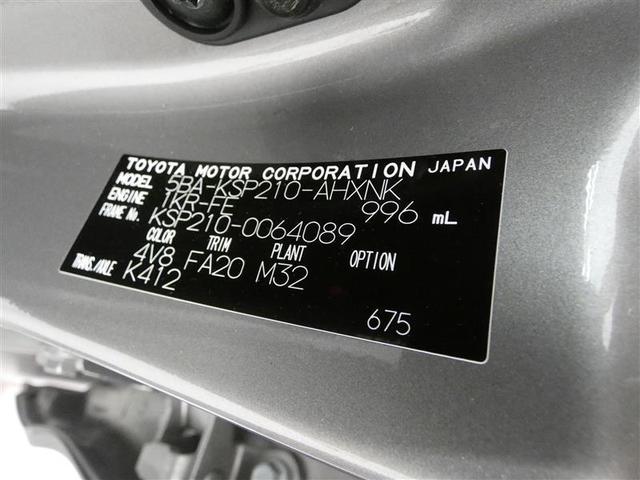 TOYOTA MOTOR CORPORATION JAPAN
MODEL 5BA-KSP210-AHXNK
ENGINE 1KR-FE 996 mL
FRAME No. KSP210-0064089
COLOR TRIM PLANT OPTION
4V8 FA20 M32
TRANS./AXLE K412
675